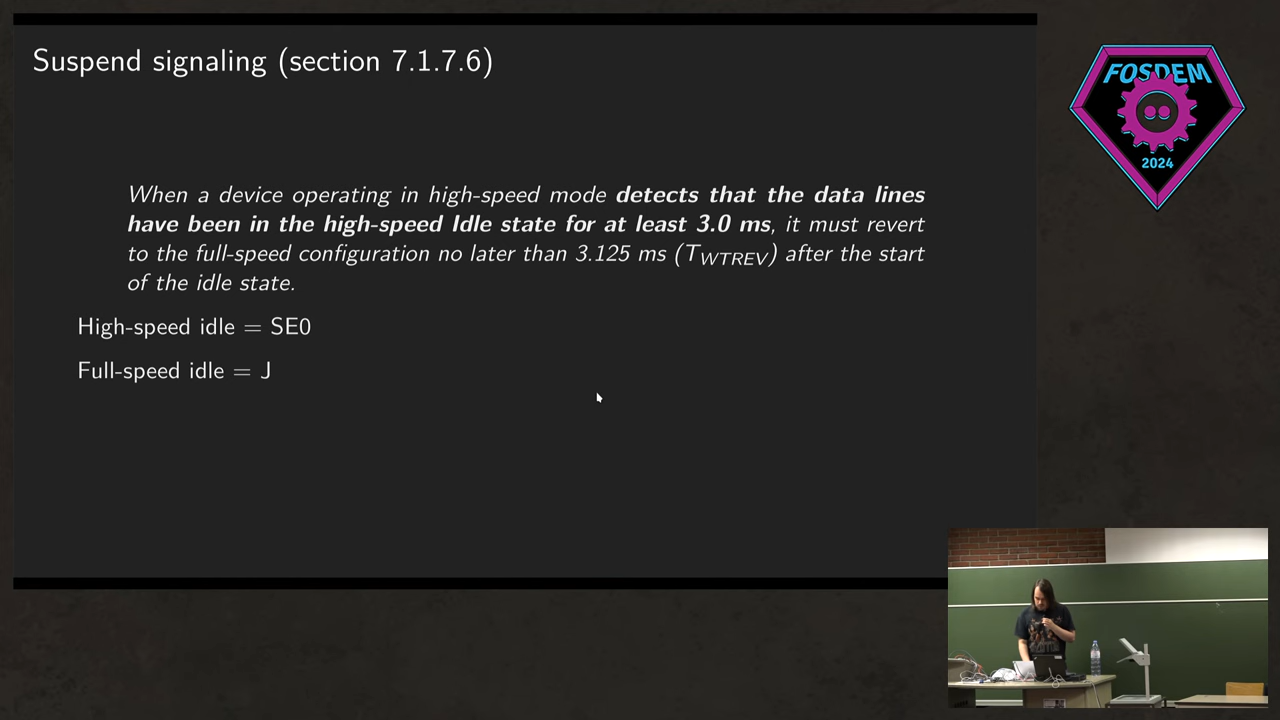 Suspend signaling (section 7.1.7.6)
When a device operating in high-speed mode detects that the data lines
have been in the high-speed Idle state for at least 3.0 ms, it must revert
to the full-speed configuration no later than 3.125 ms (TWTREV) after the start
of the idle state.
High-speed idle = SE0
Full-speed idle = J
FOSDEM
2024